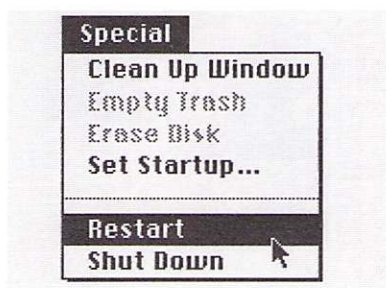 Special
Clean Up Window
Empty Trash
Erase Disk
Set Startup...
Restart
Shut Down